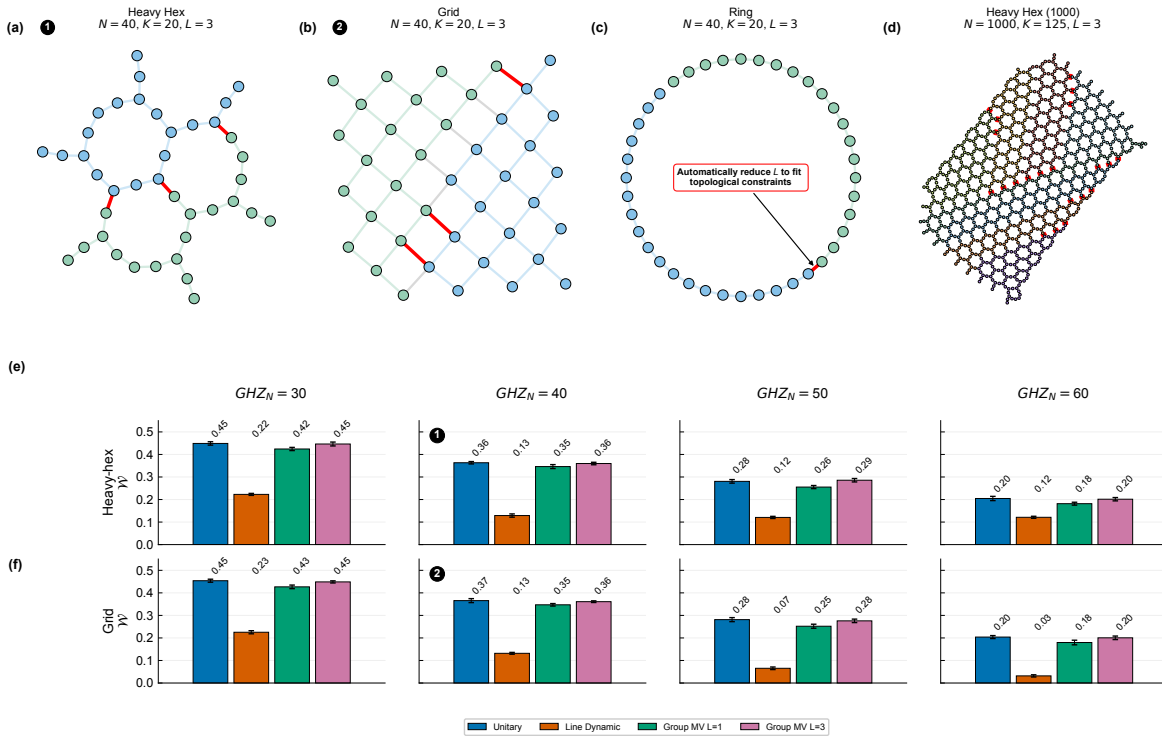 Heavy Hex
N = 40, K = 20, L = 3
(a) 1
Grid
N = 40, K = 20, L = 3
(b) 2
Ring
N = 40, K = 20, L = 3
(c)
Automatically reduce L to fit
topological constraints
Heavy Hex (1000)
N = 1000, K = 125, L = 3
(d)
(e)
GHZ_N = 30
GHZ_N = 40
GHZ_N = 50
GHZ_N = 60
Heavy-hex
𝒲
0.5
0.4
0.3
0.2
0.1
0.0
0.45 0.22 0.42 0.45
1
0.36 0.13 0.35 0.36
0.28 0.12 0.26 0.29
0.20 0.12 0.18 0.20
(f)
Grid
𝒲
0.5
0.4
0.3
0.2
0.1
0.0
0.45 0.23 0.43 0.45
2
0.37 0.13 0.35 0.36
0.28 0.07 0.25 0.28
0.20 0.03 0.18 0.20
Unitary Line Dynamic Group MV L=1 Group MV L=3